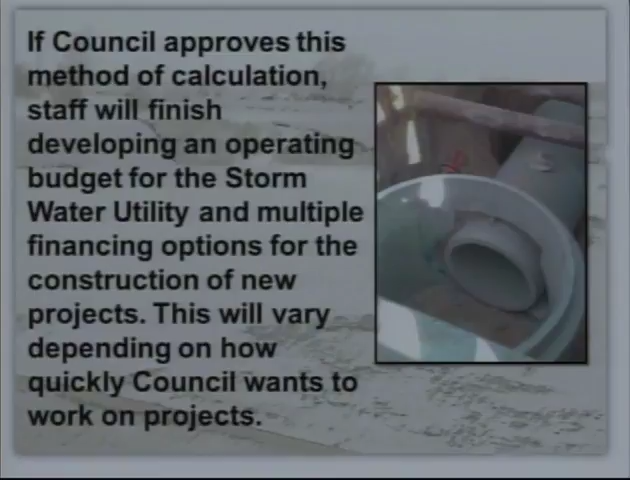 If Council approves this
method of calculation,
staff will finish
developing an operating
budget for the Storm
Water Utility and multiple
financing options for the
construction of new
projects. This will vary
depending on how
quickly Council wants to
work on projects.